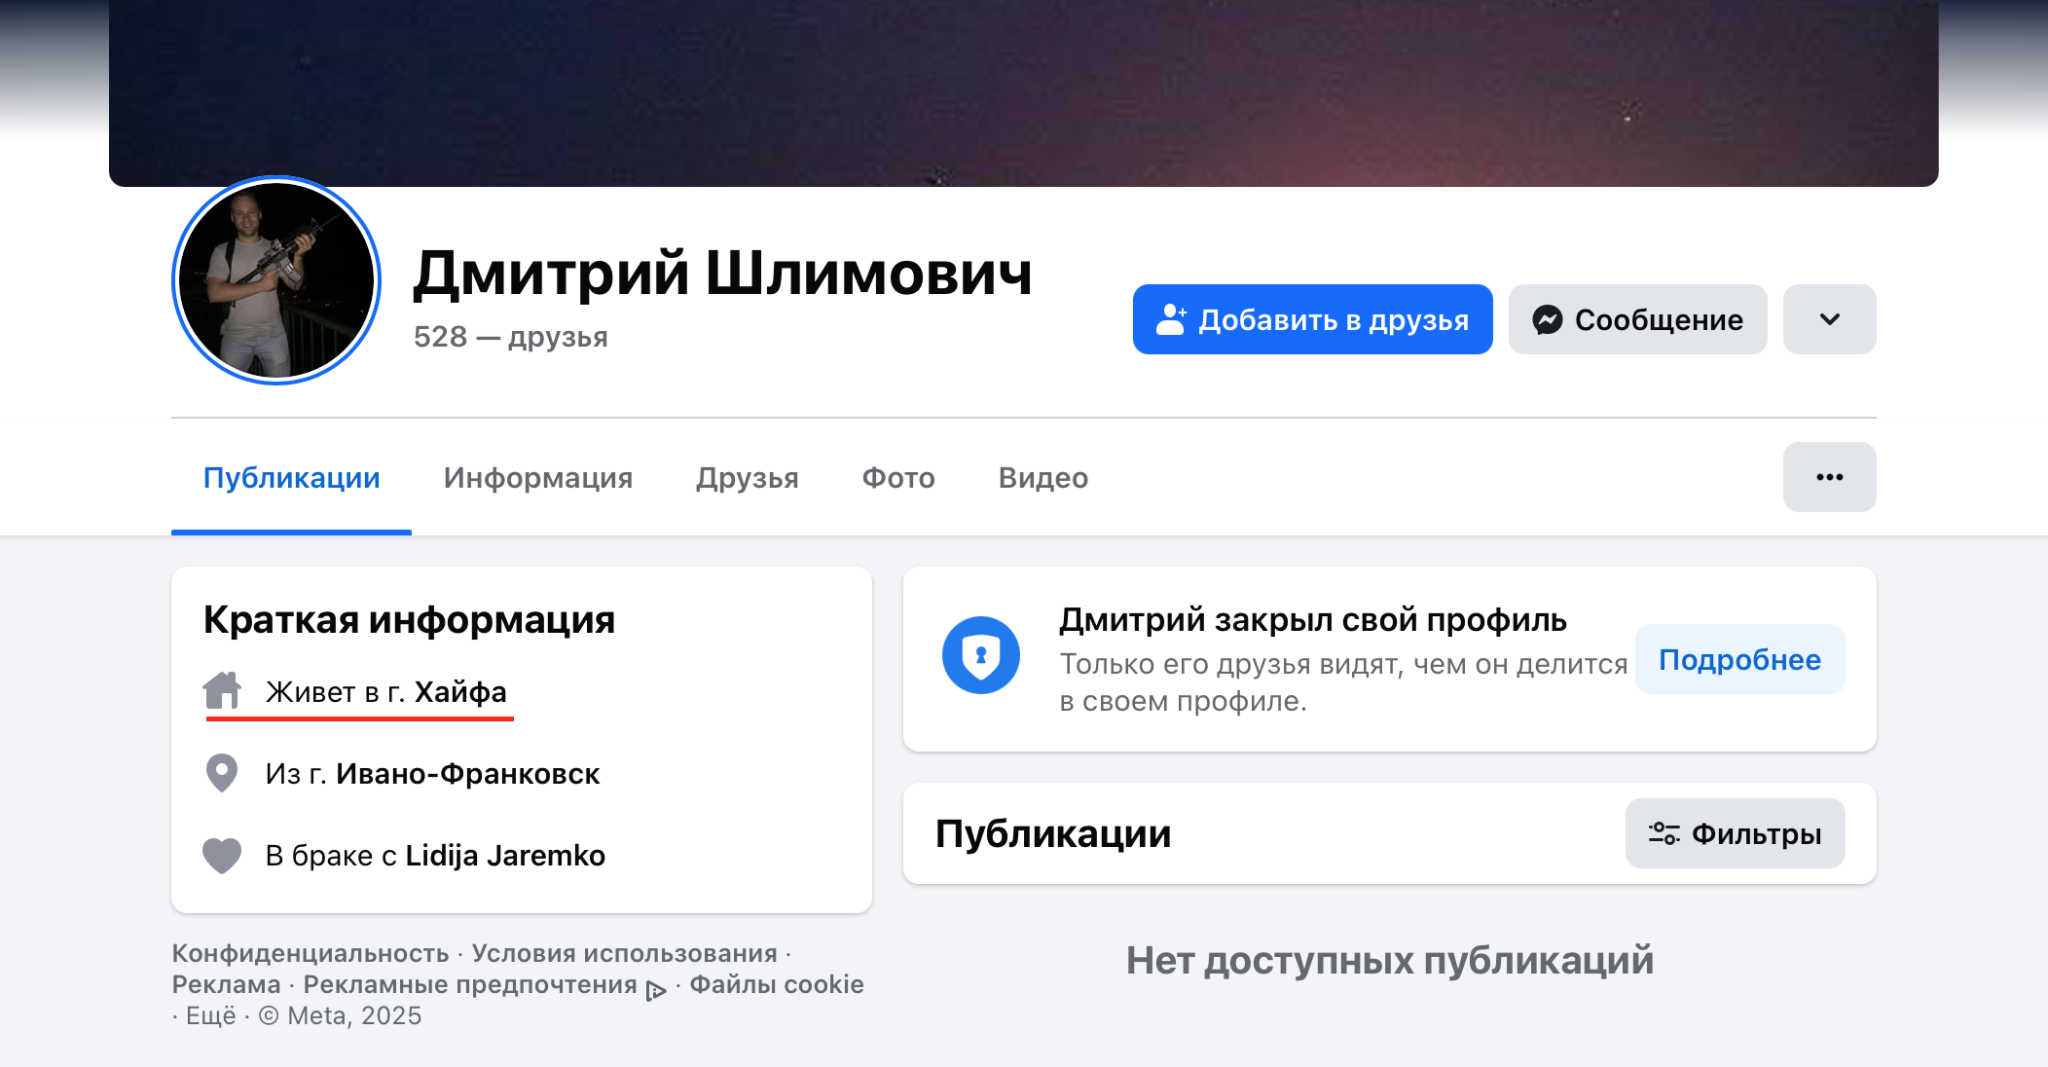 Дмитрий Шлимович
528 — друзья
Добавить в друзья
Сообщение
Публикации
Информация
Друзья
Фото
Видео
Краткая информация
Живет в г. Хайфа
Из г. Ивано-Франковск
В браке с Lidija Jaremko
Конфиденциальность · Условия использования ·
Реклама · Рекламные предпочтения · Файлы cookie
· Ещё · © Meta, 2025
Дмитрий закрыл свой профиль
Только его друзья видят, чем он делится
в своем профиле.
Подробнее
Публикации
Фильтры
Нет доступных публикаций